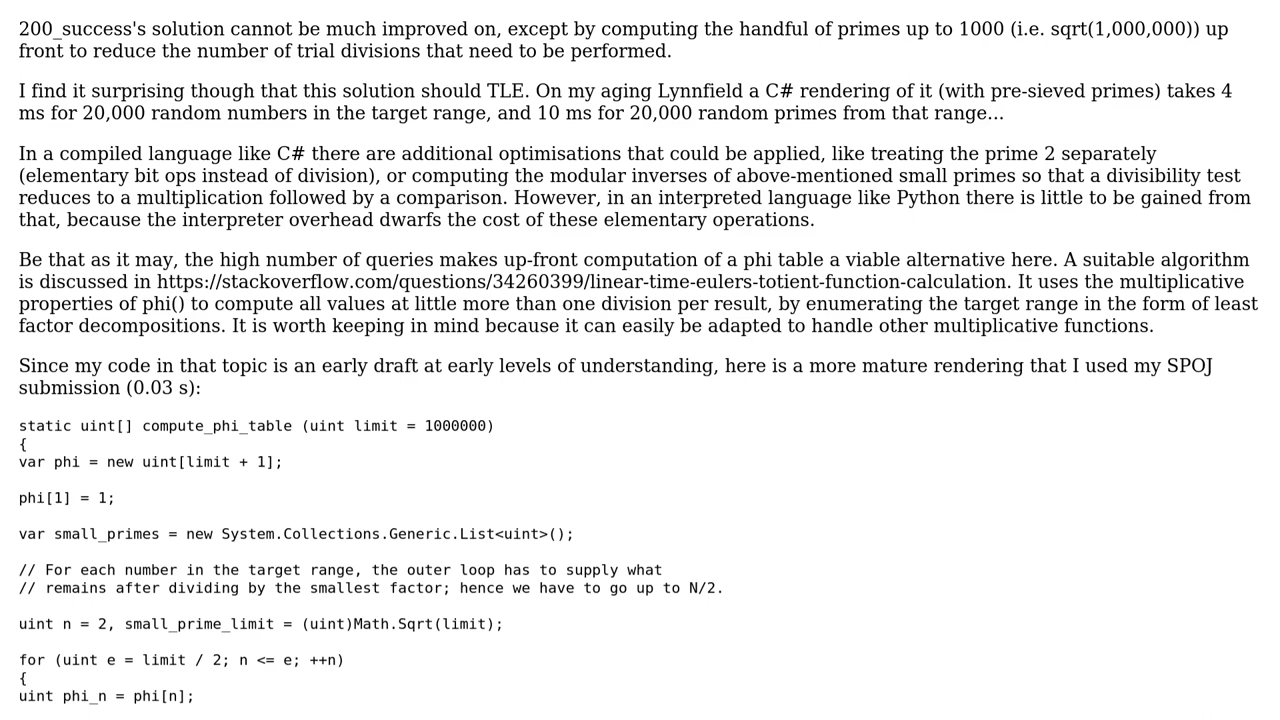 200_success's solution cannot be much improved on, except by computing the handful of primes up to 1000 (i.e. sqrt(1,000,000)) up
front to reduce the number of trial divisions that need to be performed.
I find it surprising though that this solution should TLE. On my aging Lynnfield a C# rendering of it (with pre-sieved primes) takes 4
ms for 20,000 random numbers in the target range, and 10 ms for 20,000 random primes from that range...
In a compiled language like C# there are additional optimisations that could be applied, like treating the prime 2 separately
(elementary bit ops instead of division), or computing the modular inverses of above-mentioned small primes so that a divisibility test
reduces to a multiplication followed by a comparison. However, in an interpreted language like Python there is little to be gained from
that, because the interpreter overhead dwarfs the cost of these elementary operations.
Be that as it may, the high number of queries makes up-front computation of a phi table a viable alternative here. A suitable algorithm
is discussed in https://stackoverflow.com/questions/34260399/linear-time-eulers-totient-function-calculation. It uses the multiplicative
properties of phi() to compute all values at little more than one division per result, by enumerating the target range in the form of least
factor decompositions. It is worth keeping in mind because it can easily be adapted to handle other multiplicative functions.
Since my code in that topic is an early draft at early levels of understanding, here is a more mature rendering that I used my SPOJ
submission (0.03 s):
static uint[] compute_phi_table (uint limit = 1000000)
{
var phi = new uint[limit + 1];
phi[1] = 1;
var small_primes = new System.Collections.Generic.List<uint>();
// For each number in the target range, the outer loop has to supply what
// remains after dividing by the smallest factor; hence we have to go up to N/2.
uint n = 2, small_prime_limit = (uint)Math.Sqrt(limit);
for (uint e = limit / 2; n <= e; ++n)
{
uint phi_n = phi[n];